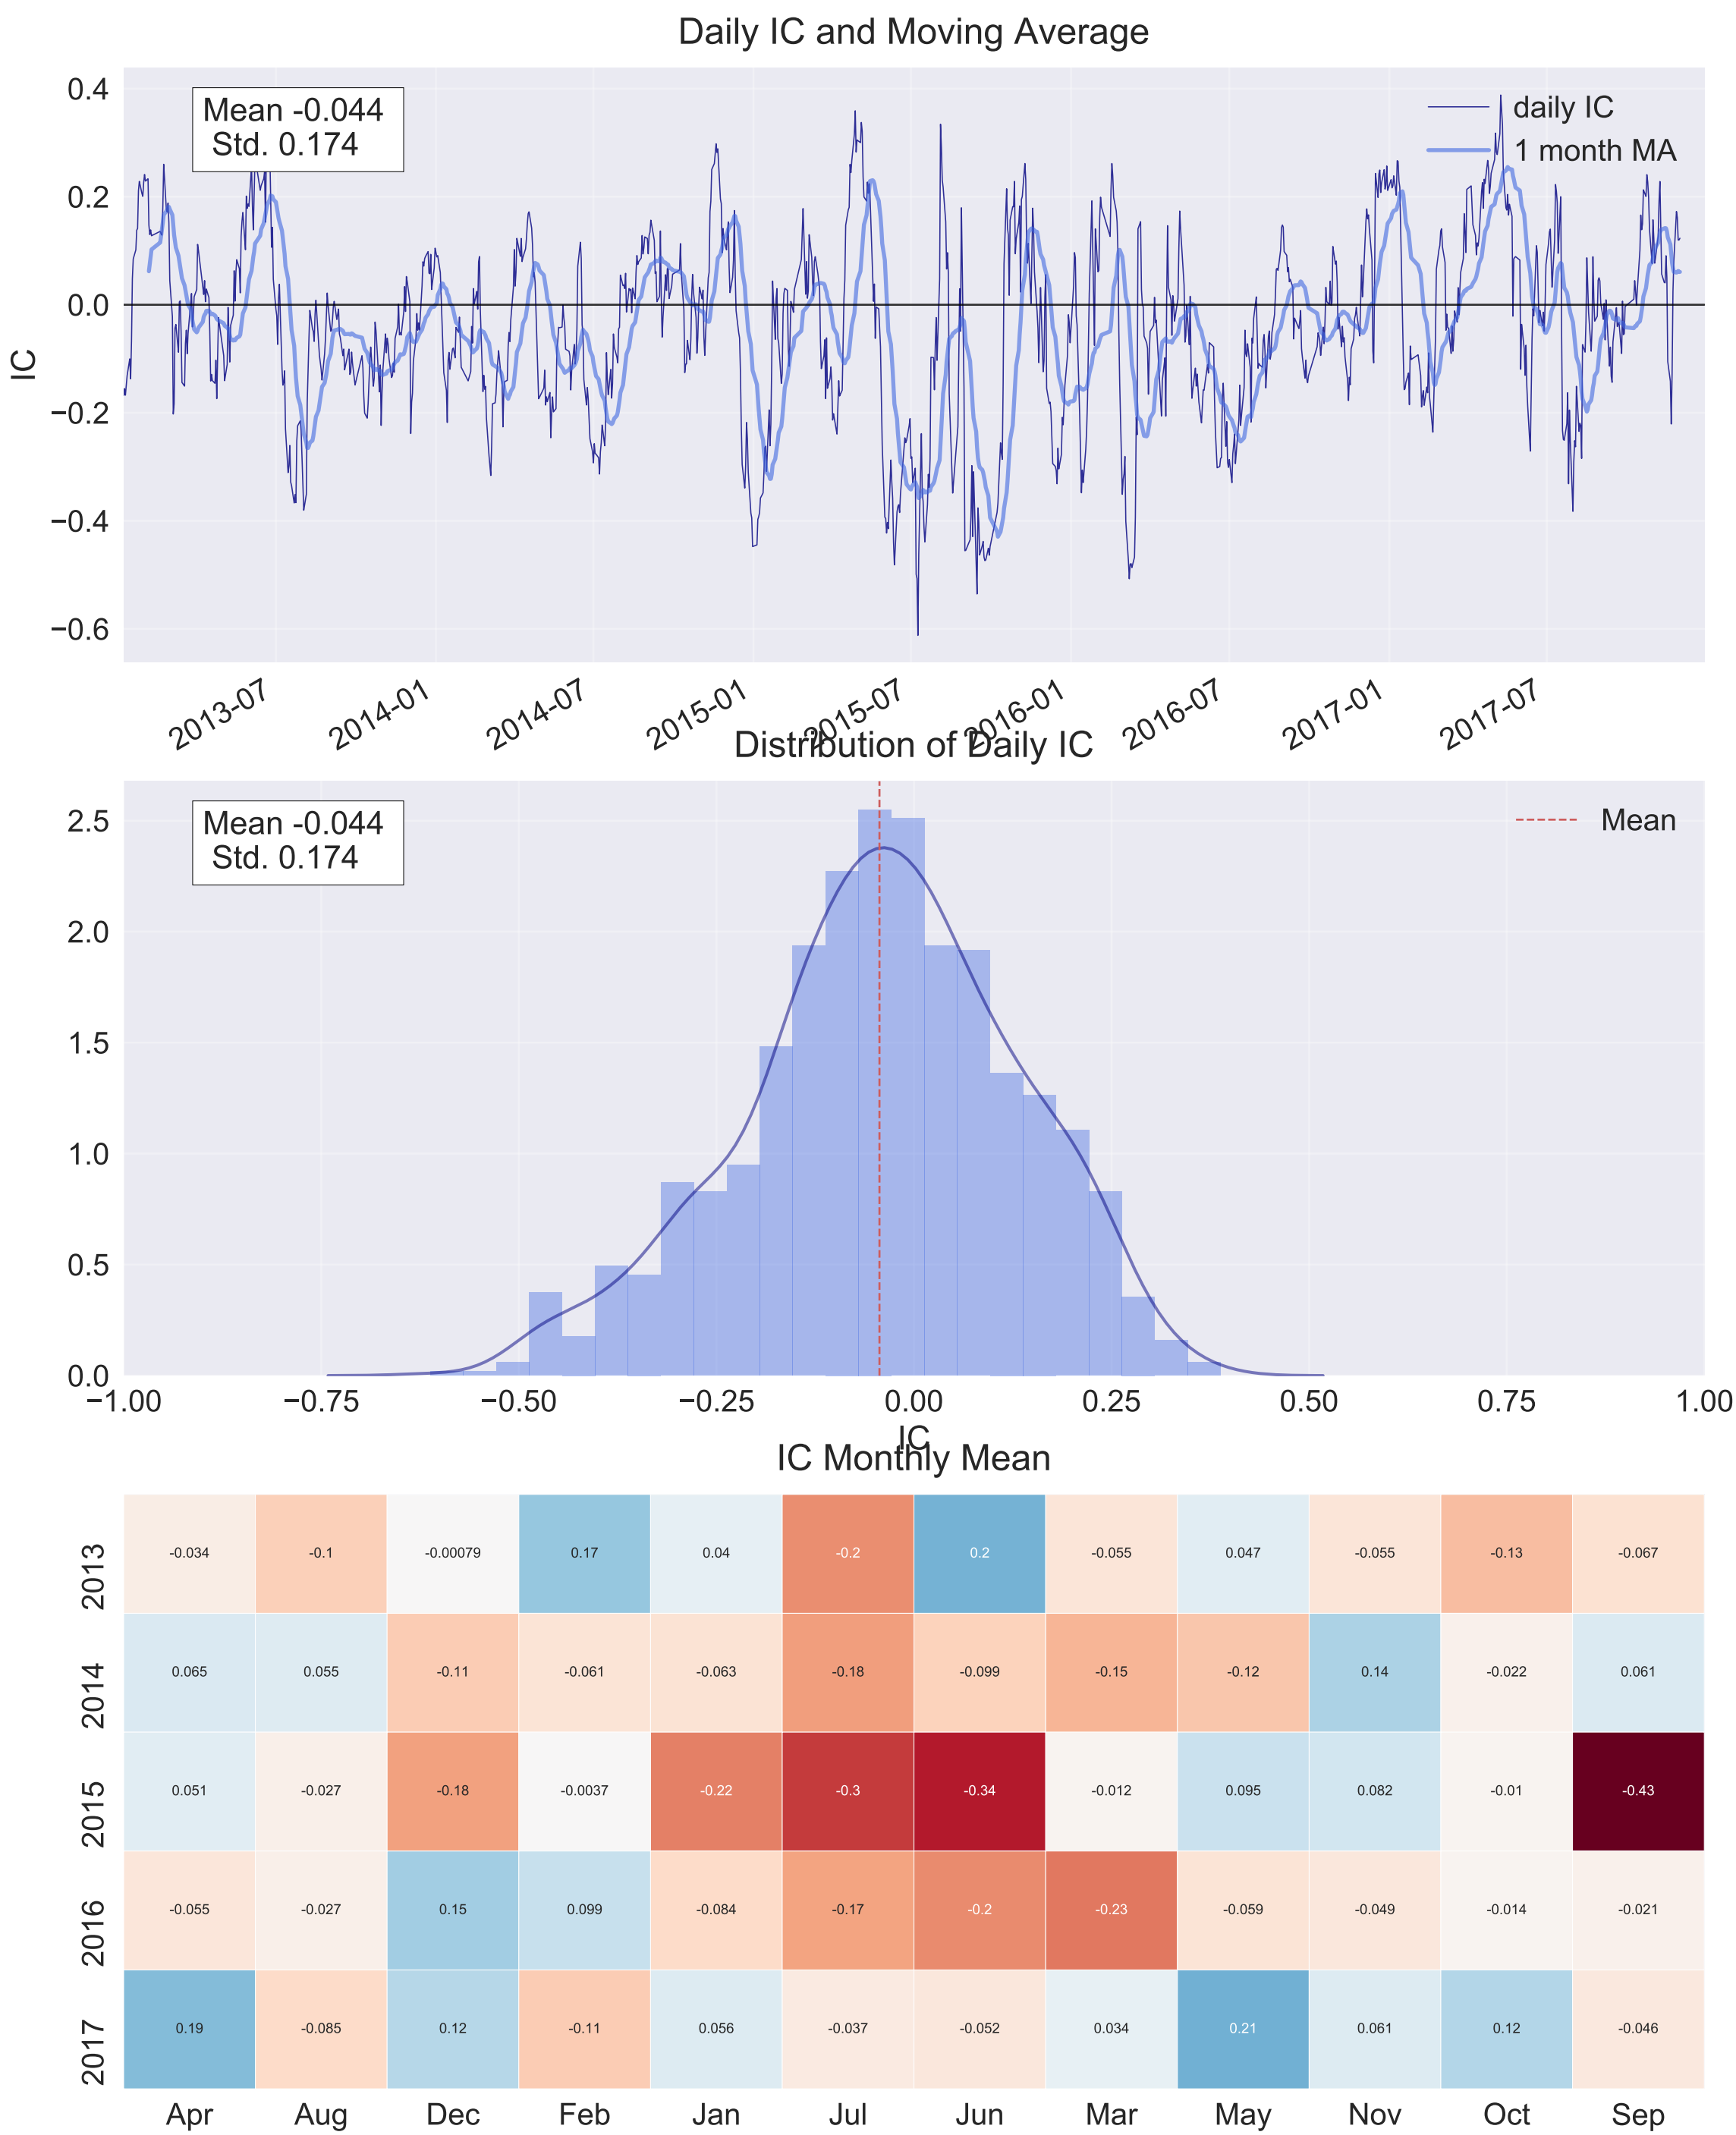 Daily IC and Moving Average
0.4
0.2
0.0
−0.2
−0.4
−0.6
IC
Mean -0.044
Std. 0.174
daily IC
1 month MA
2013-07
2014-01
2014-07
2015-01
2015-07
2016-01
2016-07
2017-01
2017-07
Distribution of Daily IC
2.5
2.0
1.5
1.0
0.5
0.0
Mean -0.044
Std. 0.174
Mean
−1.00 −0.75 −0.50 −0.25 0.00 0.25 0.50 0.75 1.00
IC
IC Monthly Mean
2013 -0.034 -0.1 -0.00079 0.17 0.04 -0.2 0.2 -0.055 0.047 -0.055 -0.13 -0.067
2014 0.065 0.055 -0.11 -0.061 -0.063 -0.18 -0.099 -0.15 -0.12 0.14 -0.022 0.061
2015 0.051 -0.027 -0.18 -0.0037 -0.22 -0.3 -0.34 -0.012 0.095 0.082 -0.01 -0.43
2016 -0.055 -0.027 0.15 0.099 -0.084 -0.17 -0.2 -0.23 -0.059 -0.049 -0.014 -0.021
2017 0.19 -0.085 0.12 -0.11 0.056 -0.037 -0.052 0.034 0.21 0.061 0.12 -0.046
Apr Aug Dec Feb Jan Jul Jun Mar May Nov Oct Sep